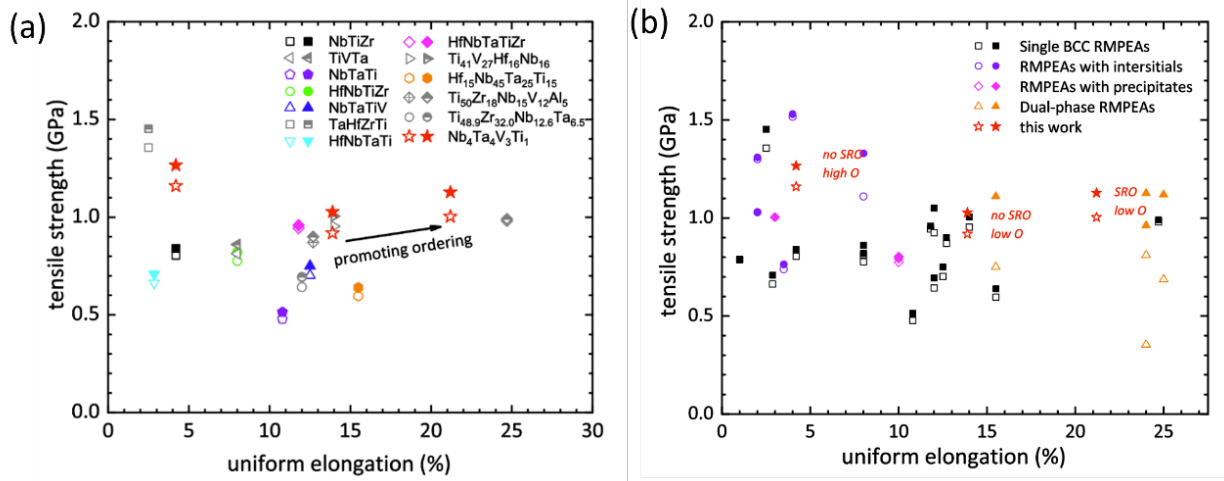 (a)
tensile strength (GPa)
2.0
1.5
1.0
0.5
0.0
0
5
10
15
20
25
30
uniform elongation (%)
NbTiZr
TiVTa
NbTaTi
HfNbTiZr
NbTaTiV
TaHfZrTi
HfNbTaTi
HfNbTaTiZr
Ti₄₁V₂₇Hf₁₆Nb₁₆
Hf₁₅Nb₄₅Ta₂₅Ti₁₅
Ti₅₀Zr₁₈Nb₁₅V₁₂Al₅
Ti₄₈.₉Zr₃₂.₀Nb₁₂.₆Ta₆.₅
Nb₄Ta₄V₃Ti₁
promoting ordering
(b)
tensile strength (GPa)
2.0
1.5
1.0
0.5
0.0
0
5
10
15
20
25
uniform elongation (%)
Single BCC RMPEAs
RMPEAs with intersitials
RMPEAs with precipitates
Dual-phase RMPEAs
this work
no SRO
high O
no SRO
low O
SRO
low O